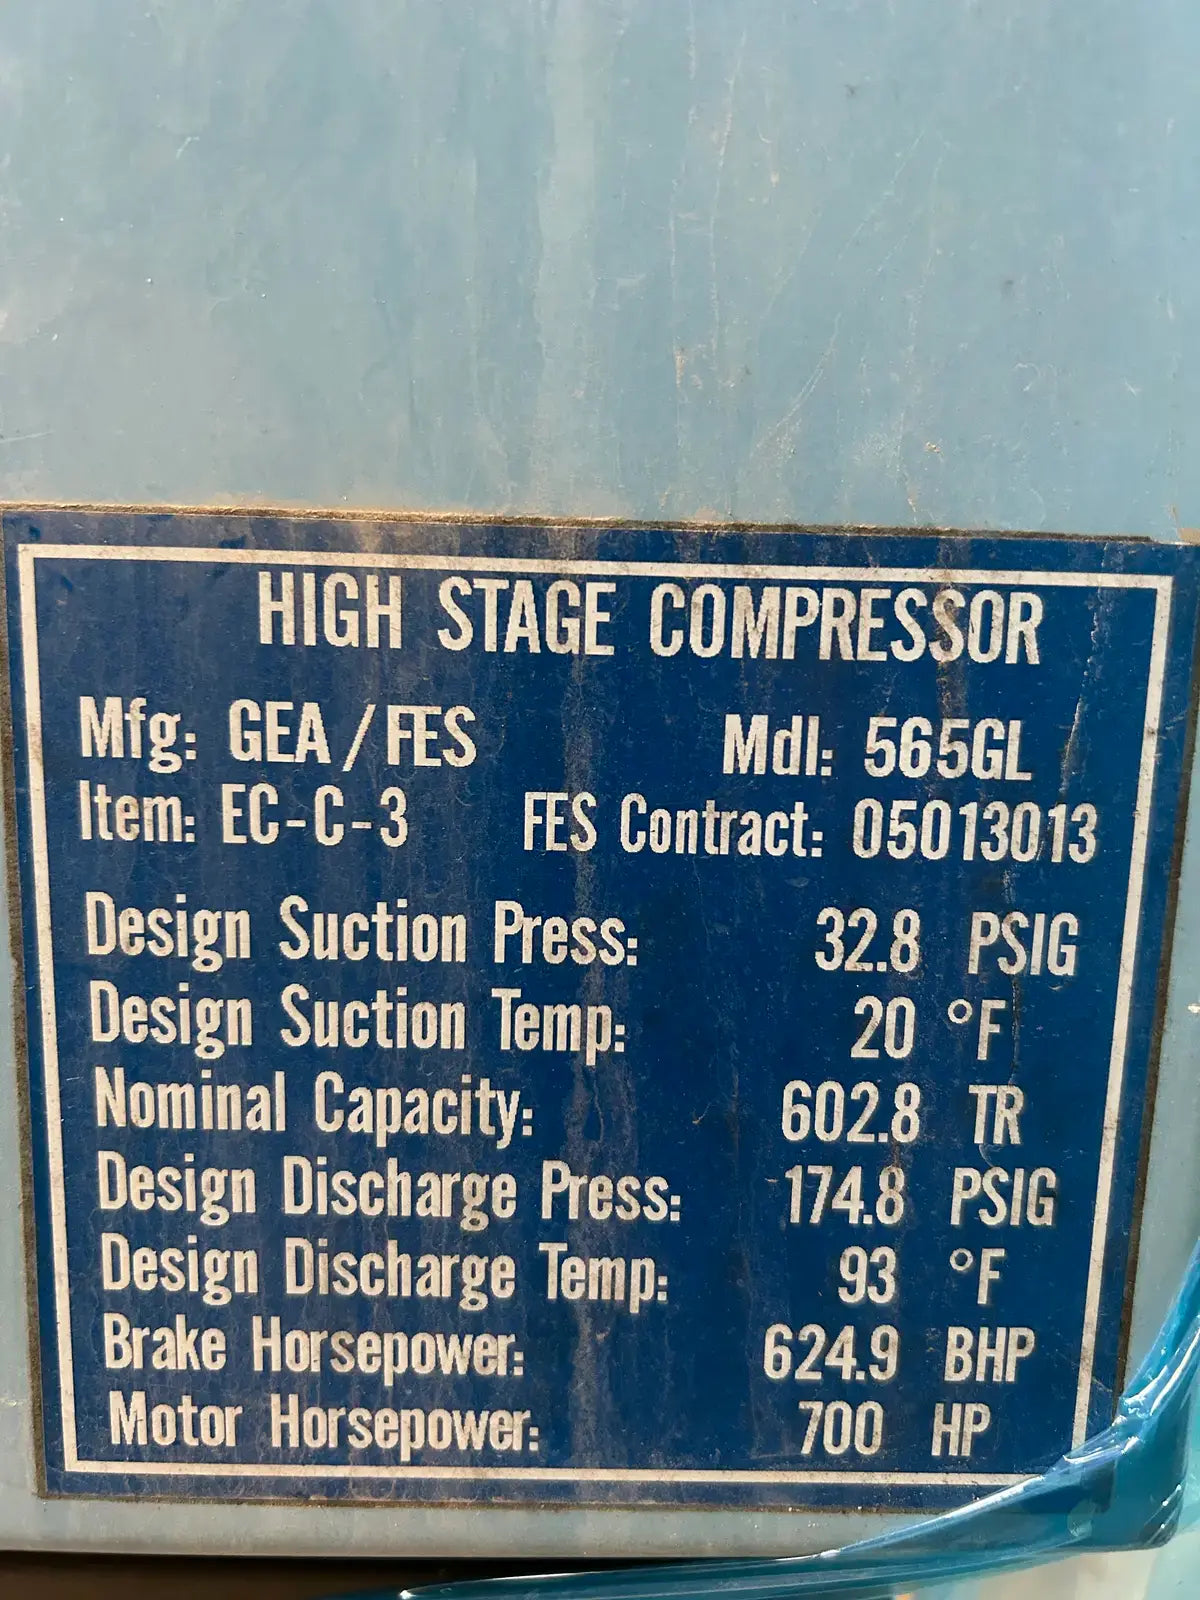 HIGH STAGE COMPRESSOR
Mfg: GEA/FES Mdl: 565GL
Item: EC-C-3 FES Contract: 05013013
Design Suction Press: 32.8 PSIG
Design Suction Temp: 20 °F
Nominal Capacity: 602.8 TR
Design Discharge Press: 174.8 PSIG
Design Discharge Temp: 93 °F
Brake Horsepower: 624.9 BHP
Motor Horsepower: 700 HP